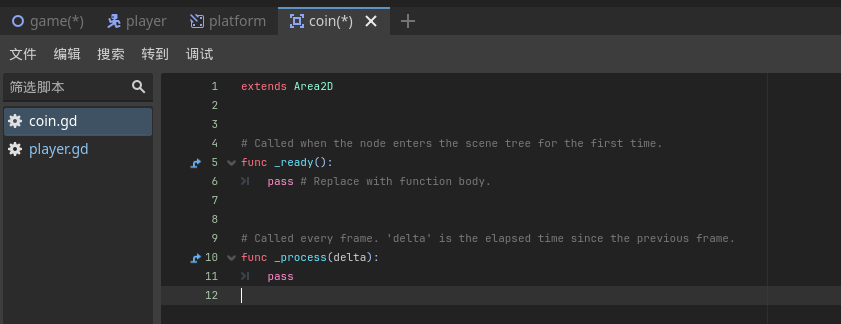 game(*) player platform coin(*)
文件 编辑 搜索 转到 调试
筛选脚本
coin.gd
player.gd
1 extends Area2D
2
3
4 # Called when the node enters the scene tree for the first time.
5 func _ready():
6 pass # Replace with function body.
7
8
9 # Called every frame. 'delta' is the elapsed time since the previous frame.
10 func _process(delta):
11 pass
12